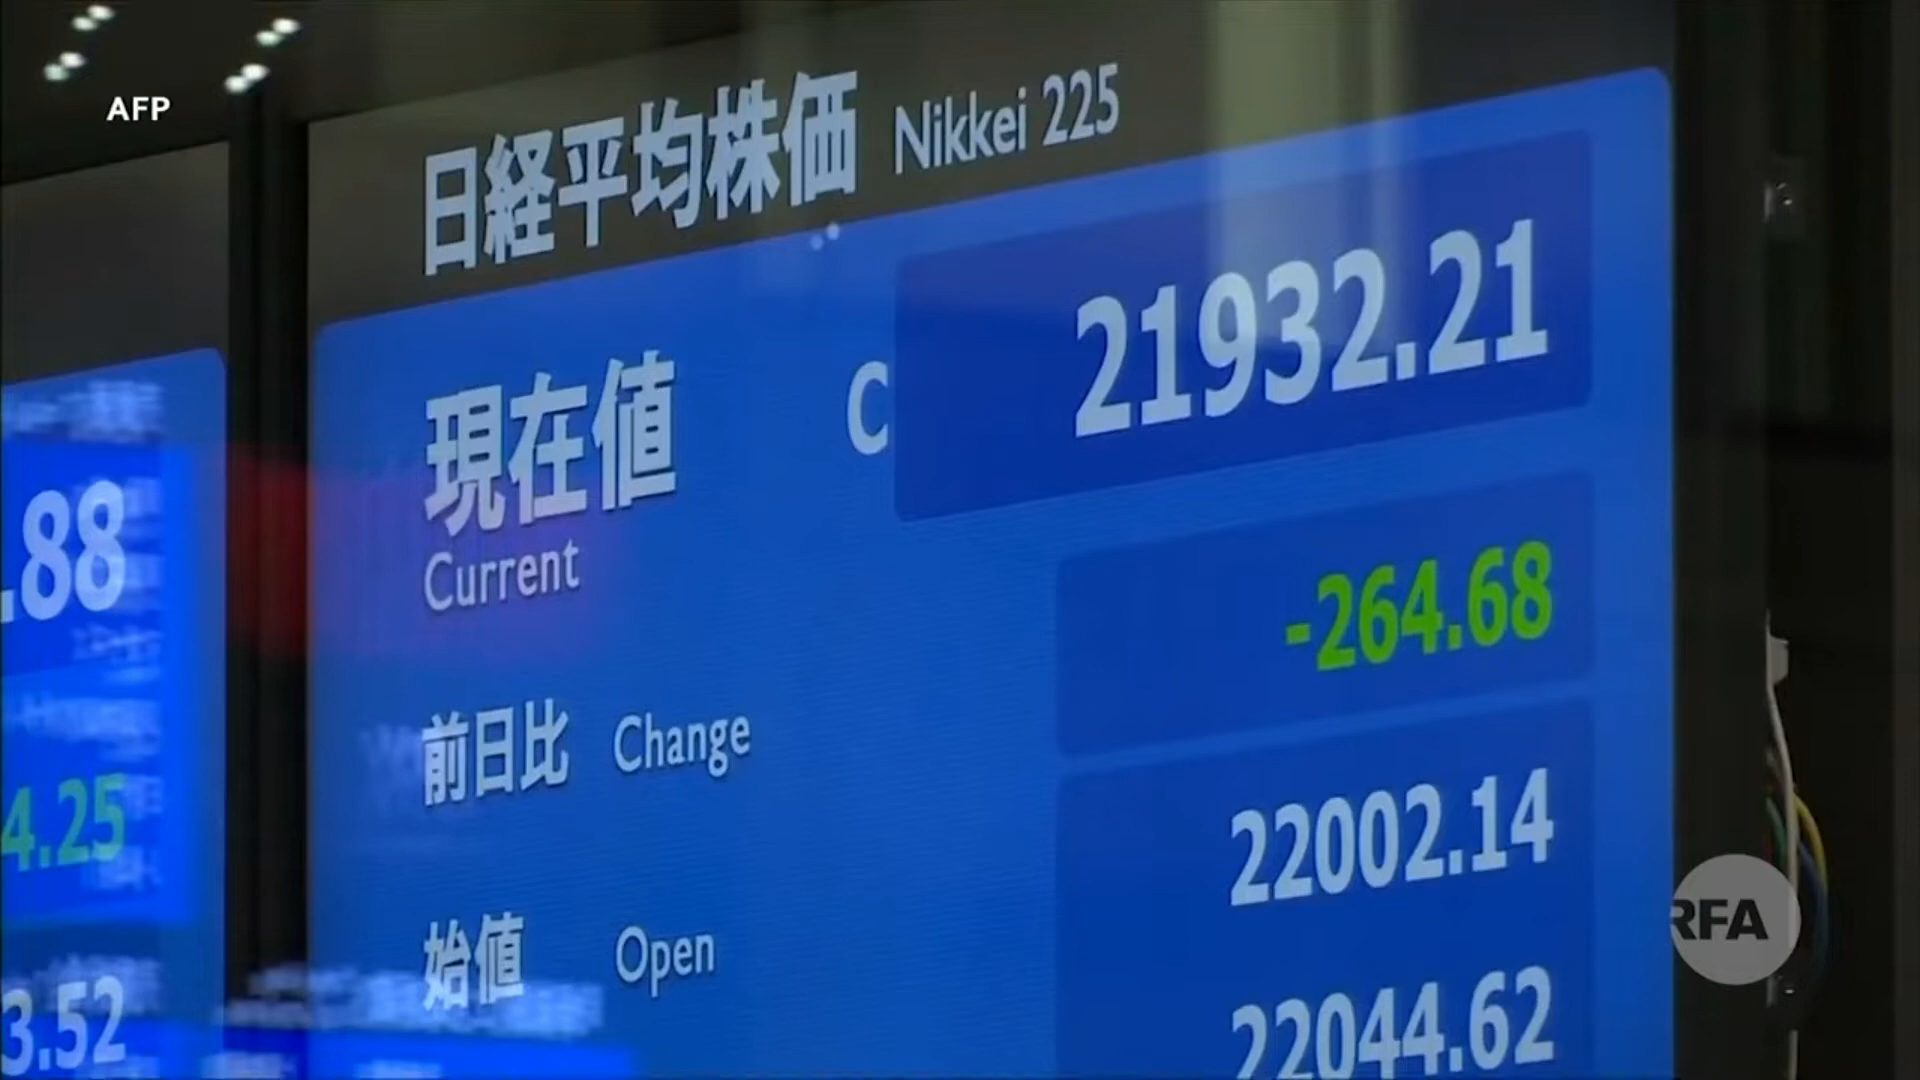 AFP
日経平均株価 Nikkei 225
現在値 C 21932.21
Current
-264.68
前日比 Change
22002.14
始値 Open
22044.62
.88
4.25
3.52
RFA